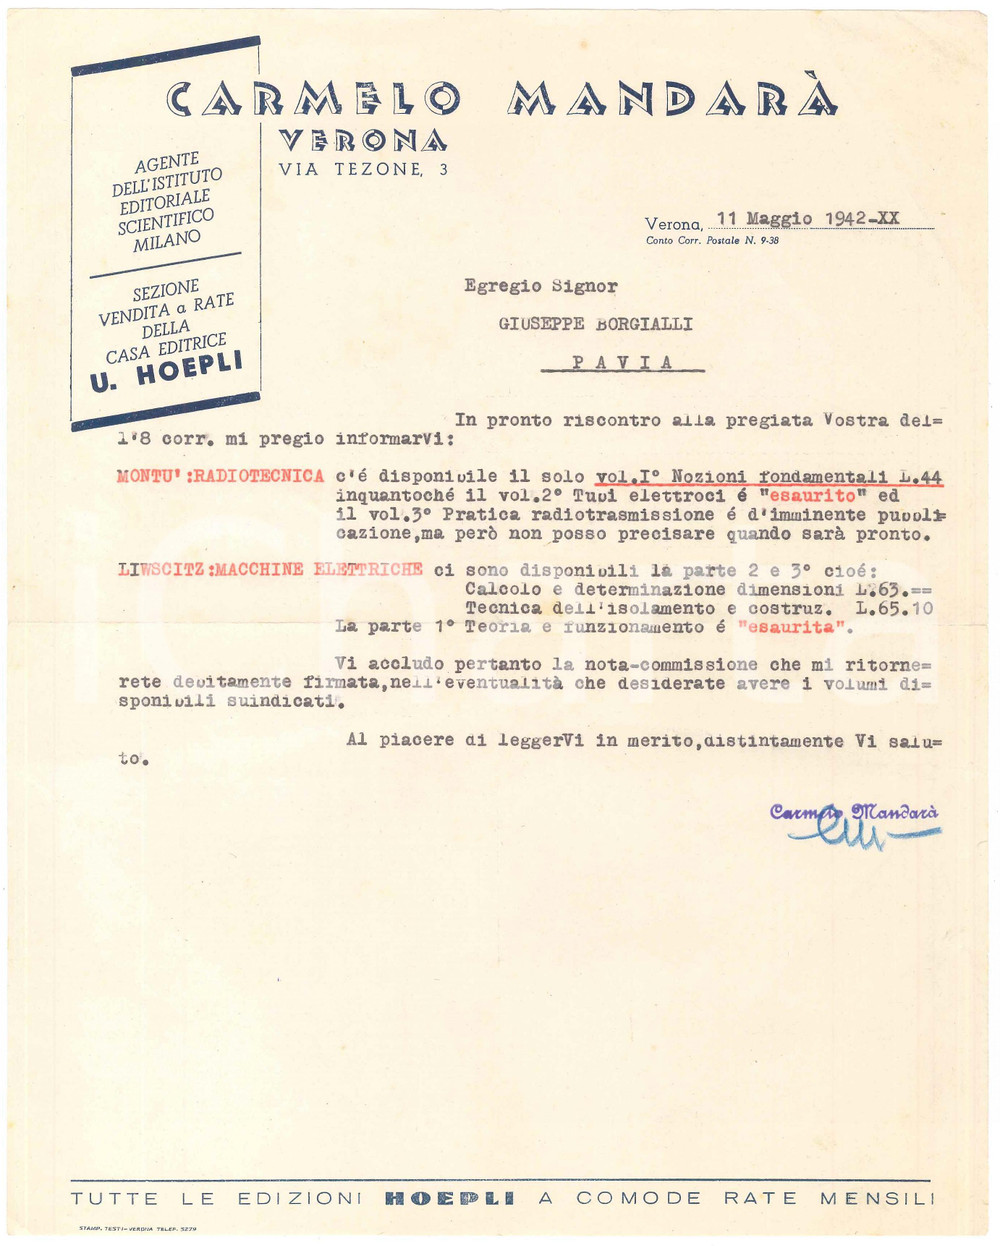 CARMELO MANDARÀ
VERONA
VIA TEZONE, 3
AGENTE
DELL'ISTITUTO
EDITORIALE
SCIENTIFICO
MILANO
SEZIONE
VENDITA a RATE
DELLA
CASA EDITRICE
U. HOEPLI
Verona, 11 Maggio 1942-XX
Conto Corr. Postale N. 9-38
Egregio Signor
GIUSEPPE BORGIALLI
PAVIA
In pronto riscontro alla pregiata Vostra del=
l'8 corr. mi pregio informarVi:
MONTU':RADIOTECNICA c'é disponibile il solo vol.I° Nozioni fondamentali L.44
inquantoché il vol.2° Tubi elettroci é "esaurito" ed
il vol.3° Pratica radiotrasmissione é d'imminente pubbli=
cazione,ma però non posso precisare quando sarà pronto.
LIWSCITZ:MACCHINE ELETTRICHE ci sono disponibili la parte 2 e 3° cioé:
Calcolo e determinazione dimensioni L.63.==
Tecnica dell'isolamento e costruz. L.65.10
La parte 1° Teoria e funzionamento é "esaurita".
Vi accludo pertanto la nota-commissione che mi ritorne=
rete debitamente firmata,nell'eventualità che desiderate avere i volumi di=
sponibili suindicati.
Al piacere di leggerVi in merito,distintamente Vi salu=
to.
Carmelo Mandarà
TUTTE LE EDIZIONI HOEPLI A COMODE RATE MENSILI
STAMP. TESTI-VERONA TELEF. 5279